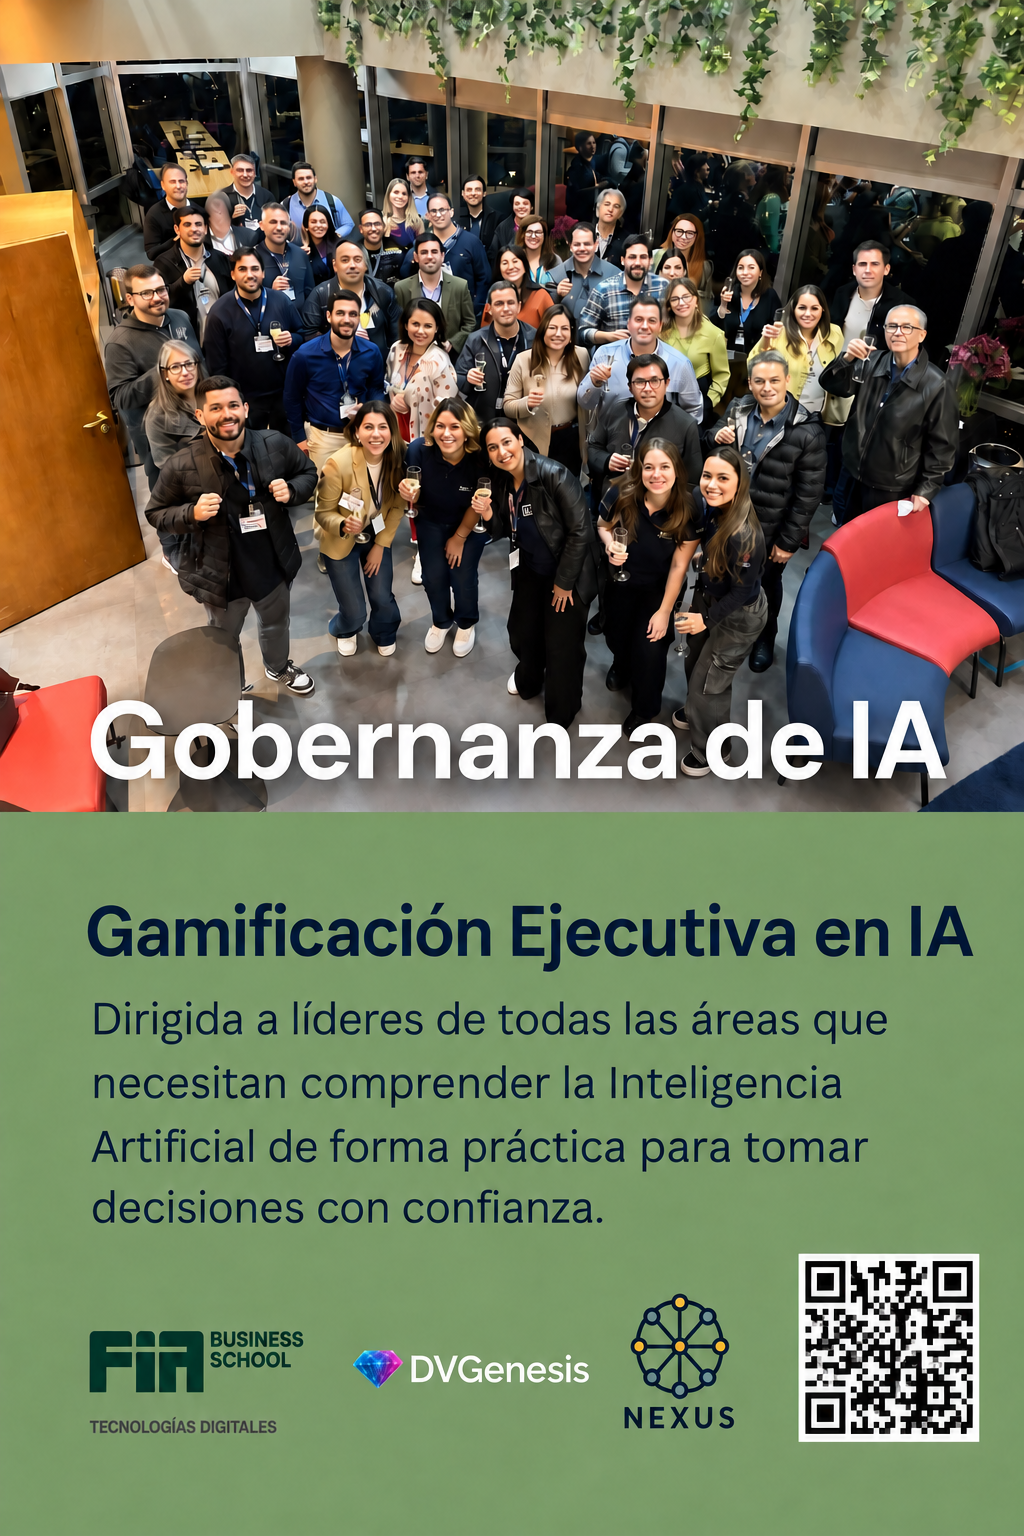 Gobernanza de IA
Gamificación Ejecutiva en IA
Dirigida a líderes de todas las áreas que
necesitan comprender la Inteligencia
Artificial de forma práctica para tomar
decisiones con confianza.
FIA BUSINESS
SCHOOL
TECNOLOGÍAS DIGITALES
DVGenesis
NEXUS